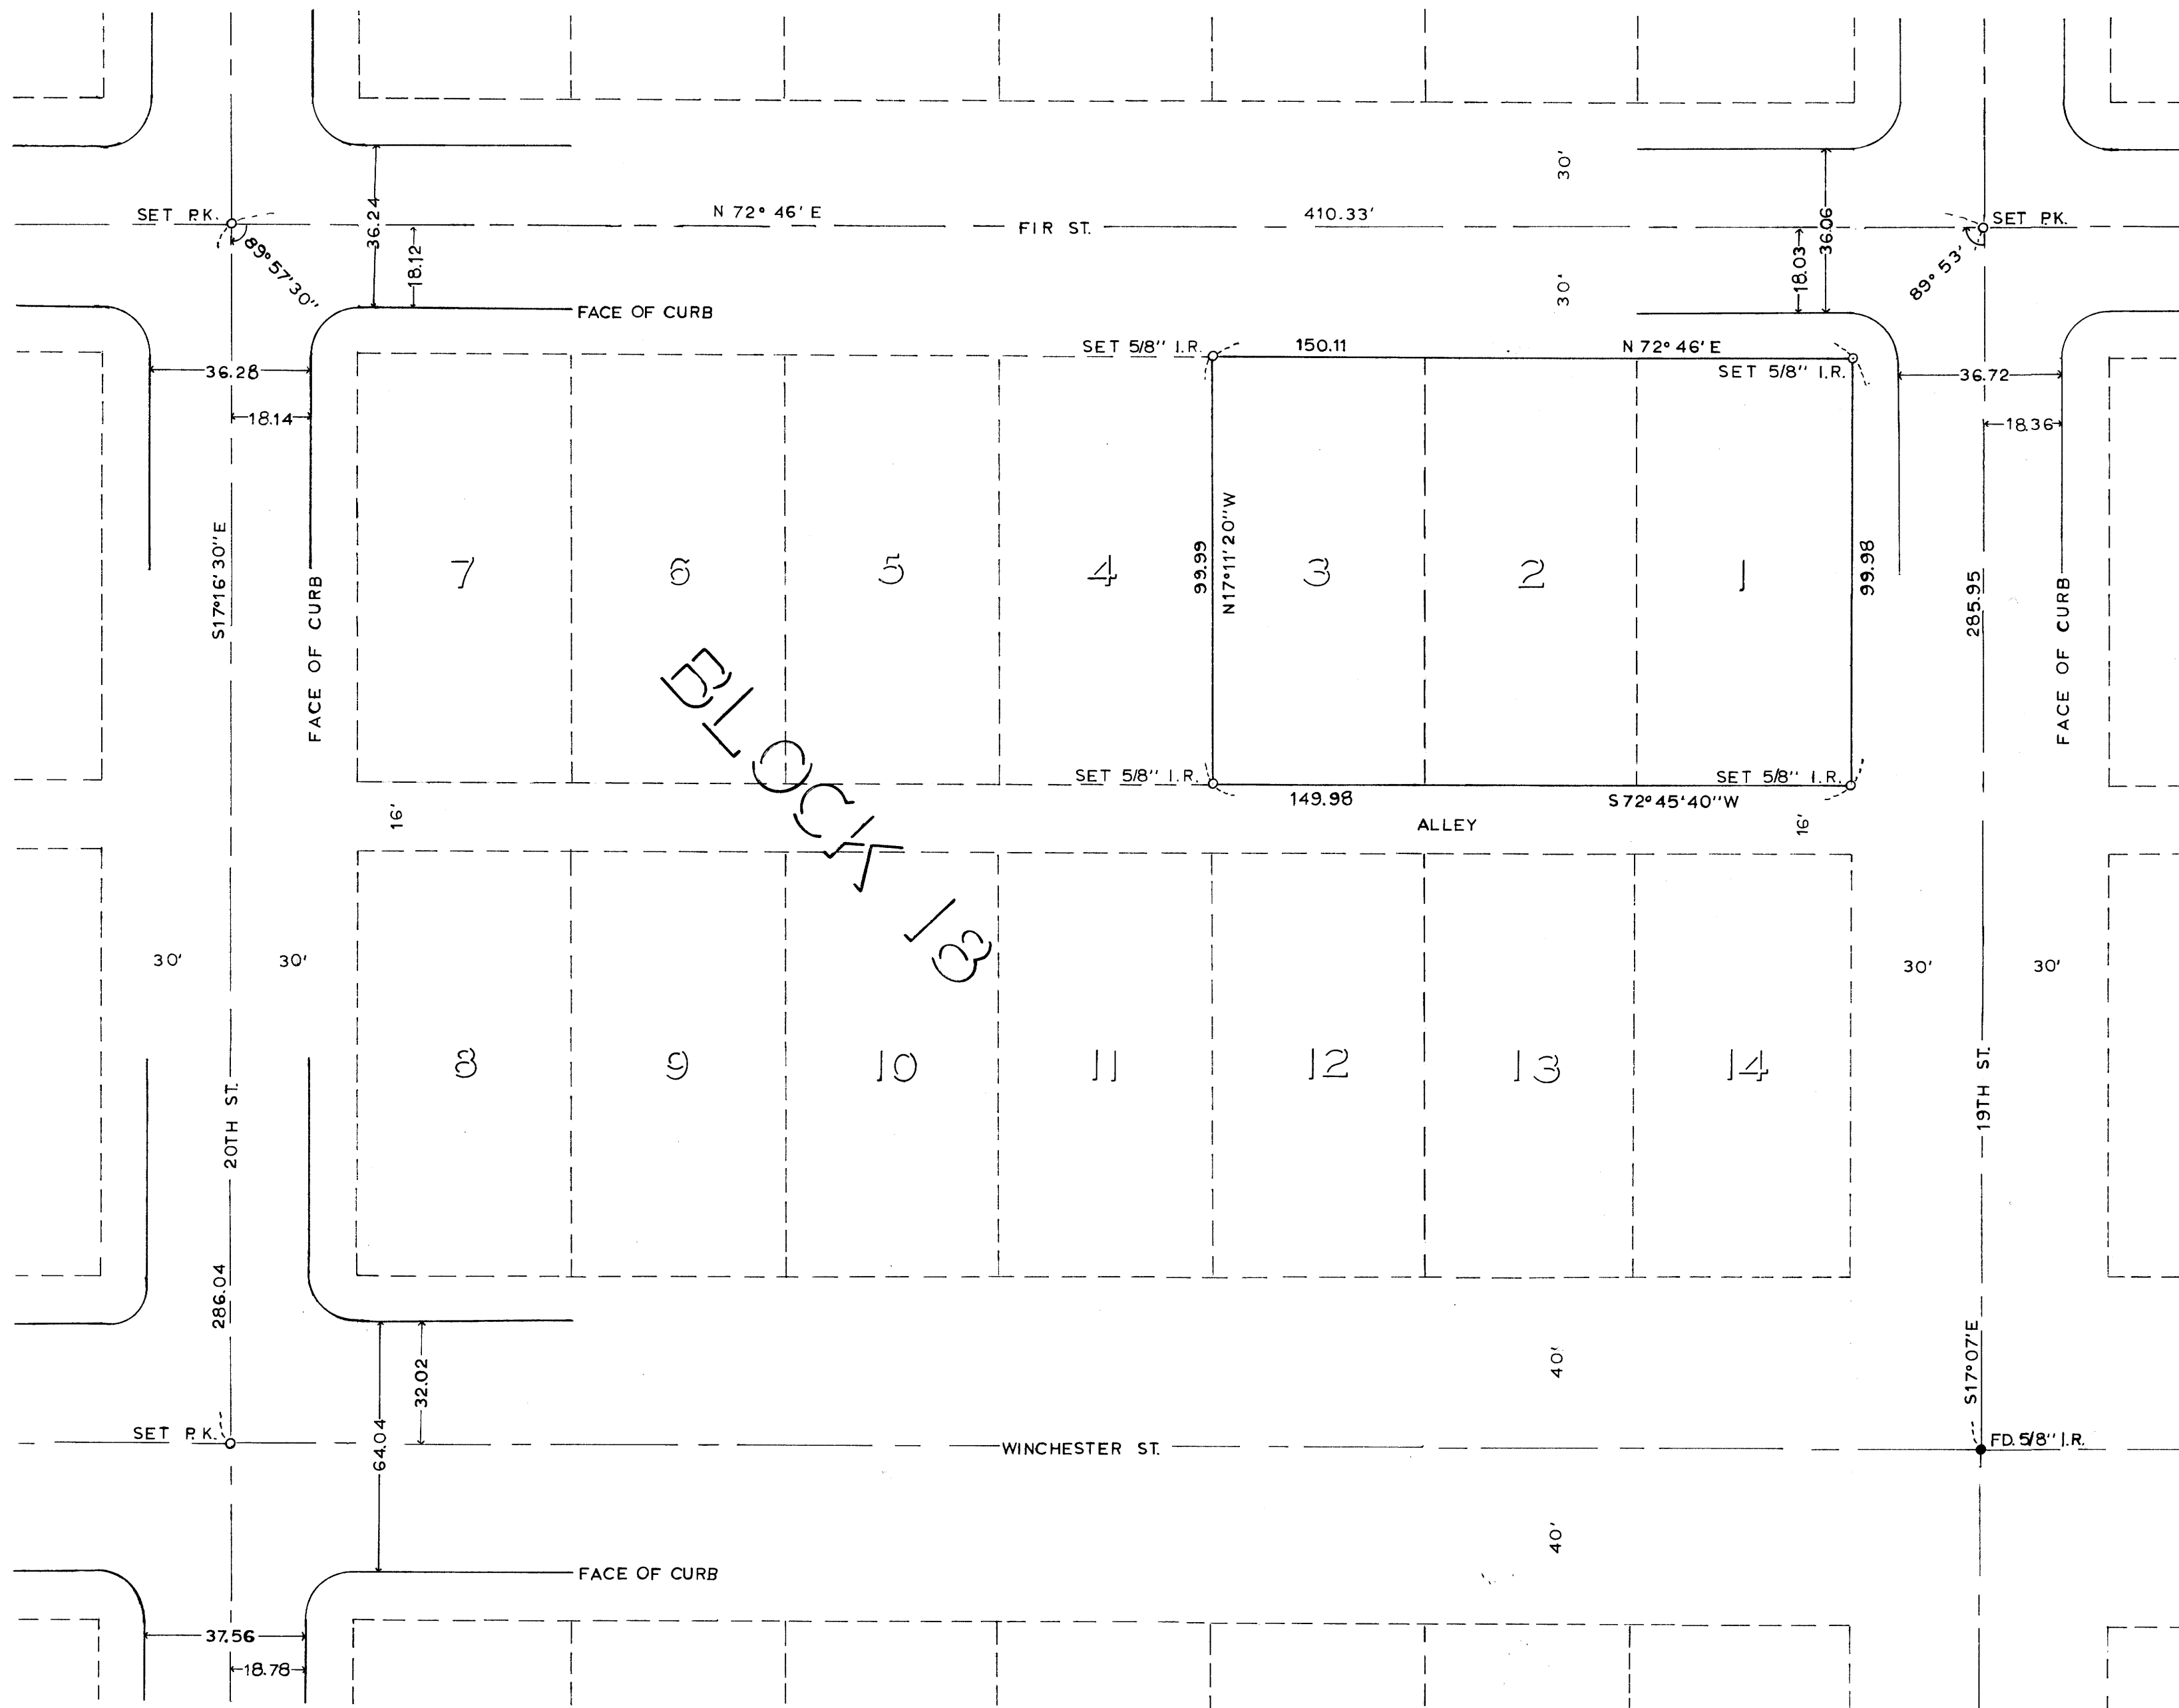 30'
36.24
36.06
SET P.K.
N 72° 46' E
410.33'
SET P.K.
FIR ST.
18.12
18.03
89° 57' 30"
89° 53'
30'
FACE OF CURB
SET 5/8" I.R.
150.11
N 72° 46' E
36.28
SET 5/8" I.R.
36.72
18.14
18.36
S17°16'30"E
FACE OF CURB
7
6
5
4
99.99
N17°11'20"W
3
2
1
99.98
285.95
FACE OF CURB
BLOCK 18
SET 5/8" I.R.
SET 5/8" I.R.
149.98
S72°45'40"W
16'
ALLEY
16'
30'
30'
30'
30'
20TH ST.
8
9
10
11
12
13
14
19TH ST.
286.04
32.02
40'
S17°07'E
64.04
SET P.K.
WINCHESTER ST.
FD. 5/8" I.R.
40'
FACE OF CURB
37.56
18.78